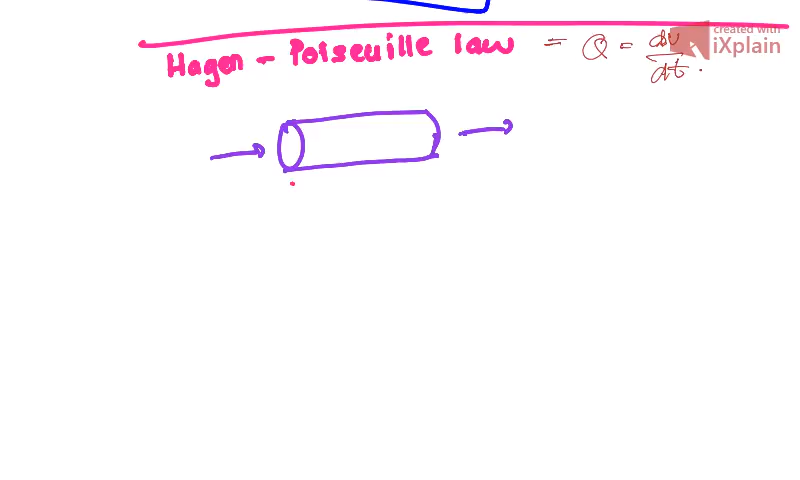 created with
iXplain
Hagen - Poiseuille law = Q = dv/dt.